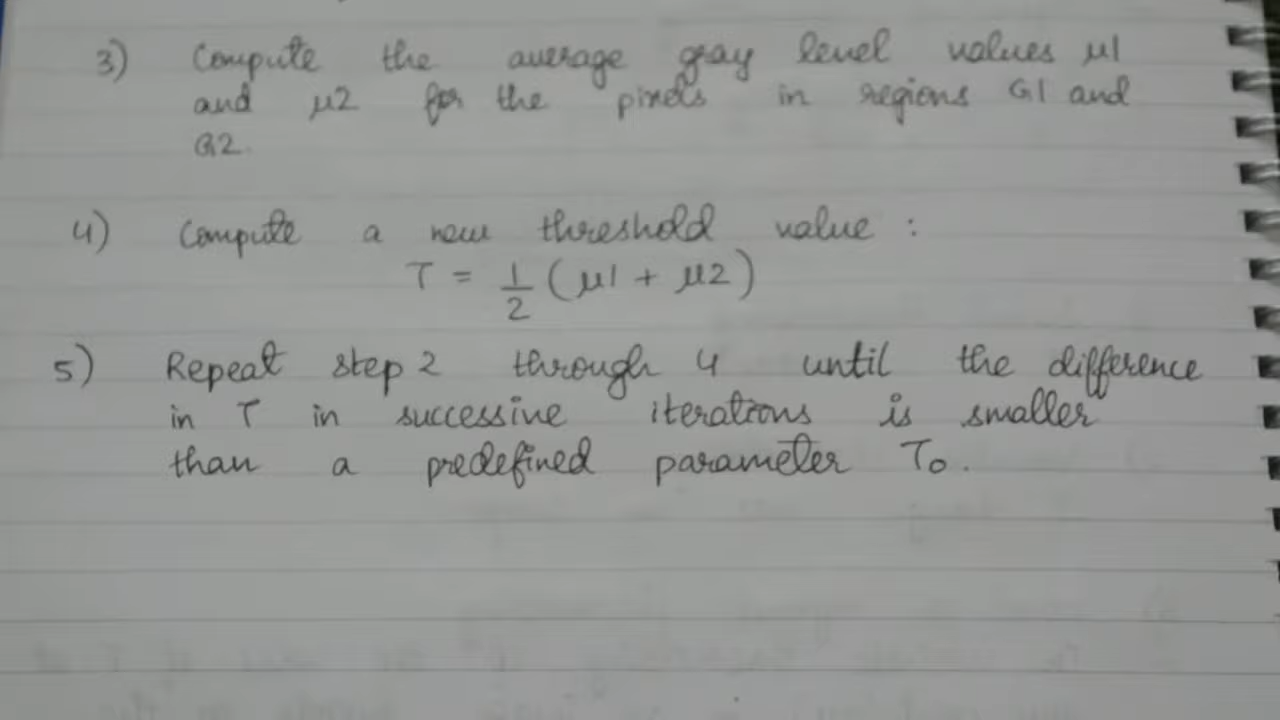 3) Compute the average gray level values μ1
and μ2 for the pixels in regions G1 and
G2.
4) Compute a new threshold value :
T = 1/2 (μ1 + μ2)
5) Repeat step 2 through 4 until the difference
in T in successive iterations is smaller
than a predefined parameter To.